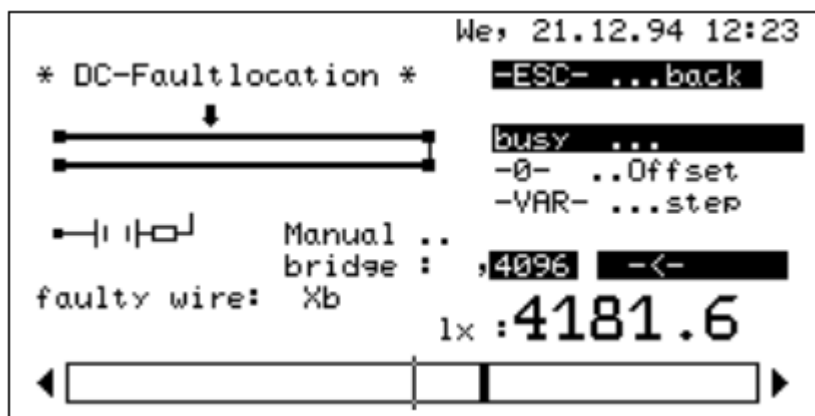 We, 21.12.94 12:23
* DC-Faultlocation *
-ESC- ...back
busy ...
-0- ..Offset
-VAR- ...step
Manual ..
bridge : ,4096 -<-
faulty wire: Xb
lx :4181.6